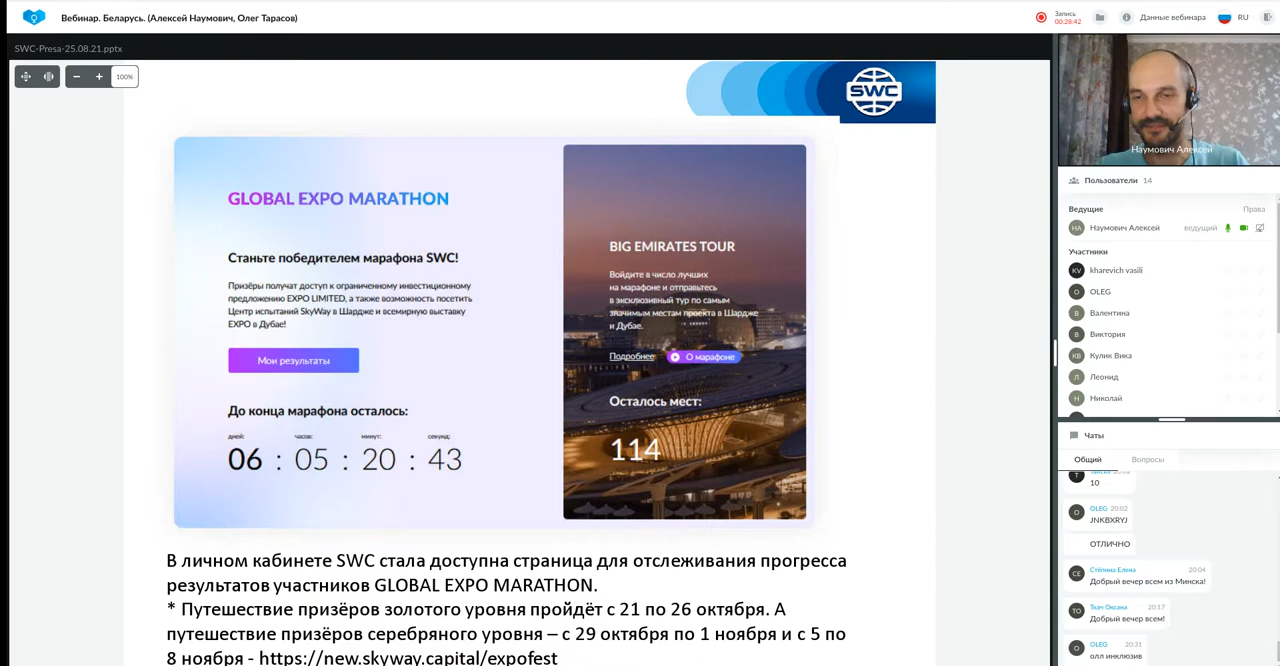 Вебинар. Беларусь. (Алексей Наумович, Олег Тарасов)
Запись
00:28:42
Данные вебинара
RU
SWC-Presa-25.08.21.pptx
100%
SWC
GLOBAL EXPO MARATHON
Станьте победителем марафона SWC!
Призёры получат доступ к ограниченному инвестиционному
предложению EXPO LIMITED, а также возможность посетить
Центр испытаний SkyWay в Шардже и всемирную выставку
EXPO в Дубае!
Мои результаты
До конца марафона осталось:
дней: часов: минут: секунд:
06 : 05 : 20 : 43
BIG EMIRATES TOUR
Войдите в число лучших
на марафоне и отправьтесь
в эксклюзивный тур по самым
значимым местам проекта в Шардже
и Дубае.
Подробнее
О марафоне
Осталось мест:
114
В личном кабинете SWC стала доступна страница для отслеживания прогресса
результатов участников GLOBAL EXPO MARATHON.
* Путешествие призёров золотого уровня пройдёт с 21 по 26 октября. А
путешествие призёров серебряного уровня – с 29 октября по 1 ноября и с 5 по
8 ноября - https://new.skyway.capital/expofest
Наумович Алексей
Пользователи 14
Ведущие Права
НА Наумович Алексей ведущий
Участники
KV kharevich vasili
O OLEG
В Валентина
В Виктория
КВ Кулик Вика
Л Леонид
Н Николай
Чаты
Общий Вопросы
10
O OLEG 20:02
JNKBXRYJ
ОТЛИЧНО
СЕ Стёпина Елена 20:04
Добрый вечер всем из Минска!
ТО Ткач Оксана 20:17
Добрый вечер всем!
O OLEG 20:31
олл инклюзив